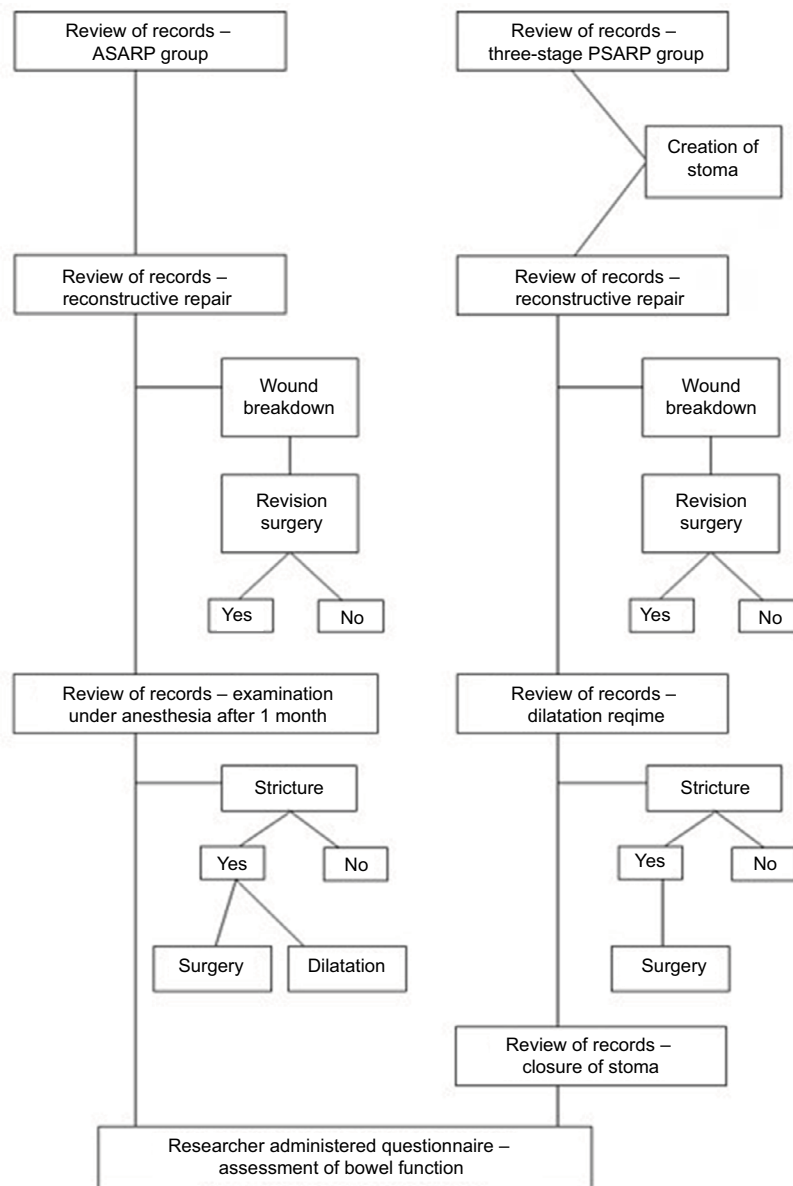 Review of records –
ASARP group
Review of records –
three-stage PSARP group
Creation of
stoma
Review of records –
reconstructive repair
Review of records –
reconstructive repair
Wound
breakdown
Wound
breakdown
Revision
surgery
Revision
surgery
Yes
No
Yes
No
Review of records – examination
under anesthesia after 1 month
Review of records –
dilatation reqime
Stricture
Stricture
Yes
No
Yes
No
Surgery
Dilatation
Surgery
Review of records –
closure of stoma
Researcher administered questionnaire –
assessment of bowel function